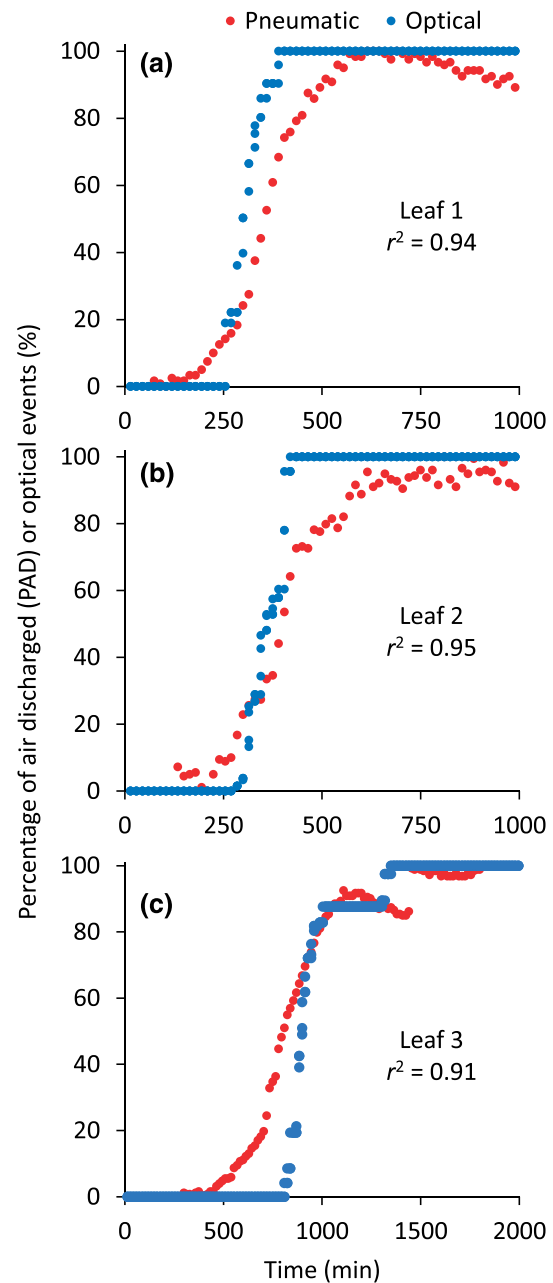 Pneumatic Optical
Percentage of air discharged (PAD) or optical events (%)
(a)
100
80
60
40
20
0
Leaf 1
r² = 0.94
0 250 500 750 1000
(b)
100
80
60
40
20
0
Leaf 2
r² = 0.95
0 250 500 750 1000
(c)
100
80
60
40
20
0
Leaf 3
r² = 0.91
0 500 1000 1500 2000
Time (min)